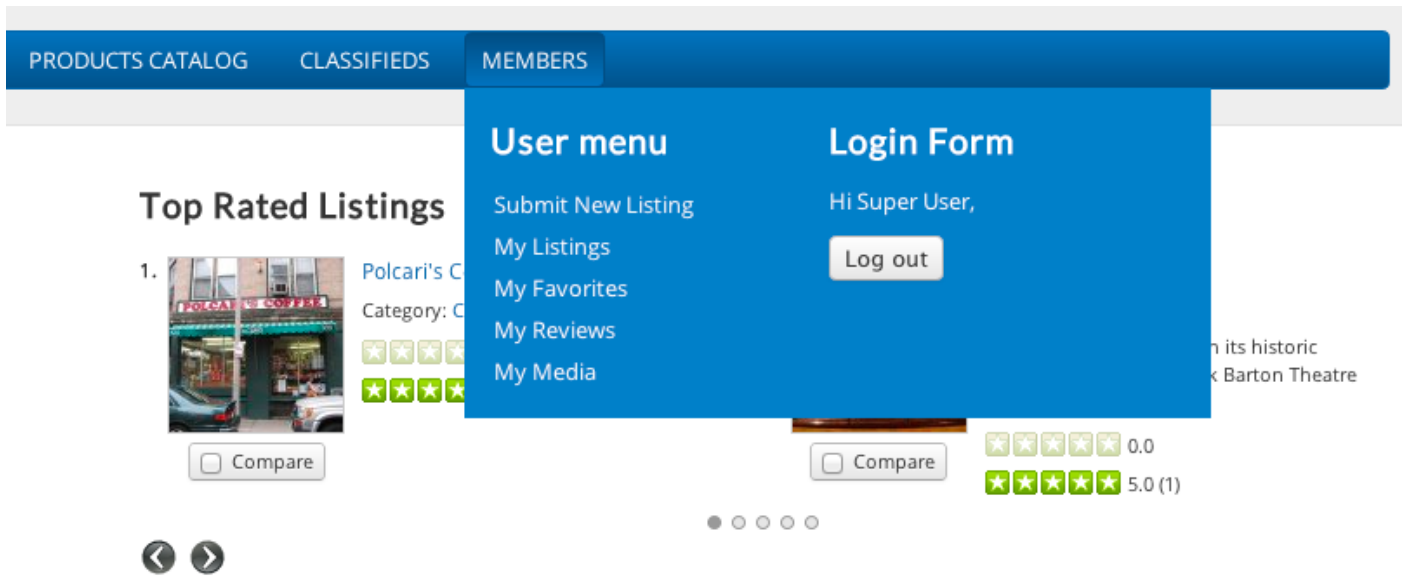 PRODUCTS CATALOG CLASSIFIEDS MEMBERS
User menu
Submit New Listing
My Listings
My Favorites
My Reviews
My Media
Login Form
Hi Super User,
Log out
Top Rated Listings
1.
POLCARI'S COFFEE
Polcari's C
Category: C
Compare
its historic
Barton Theatre
0.0
5.0 (1)
Compare